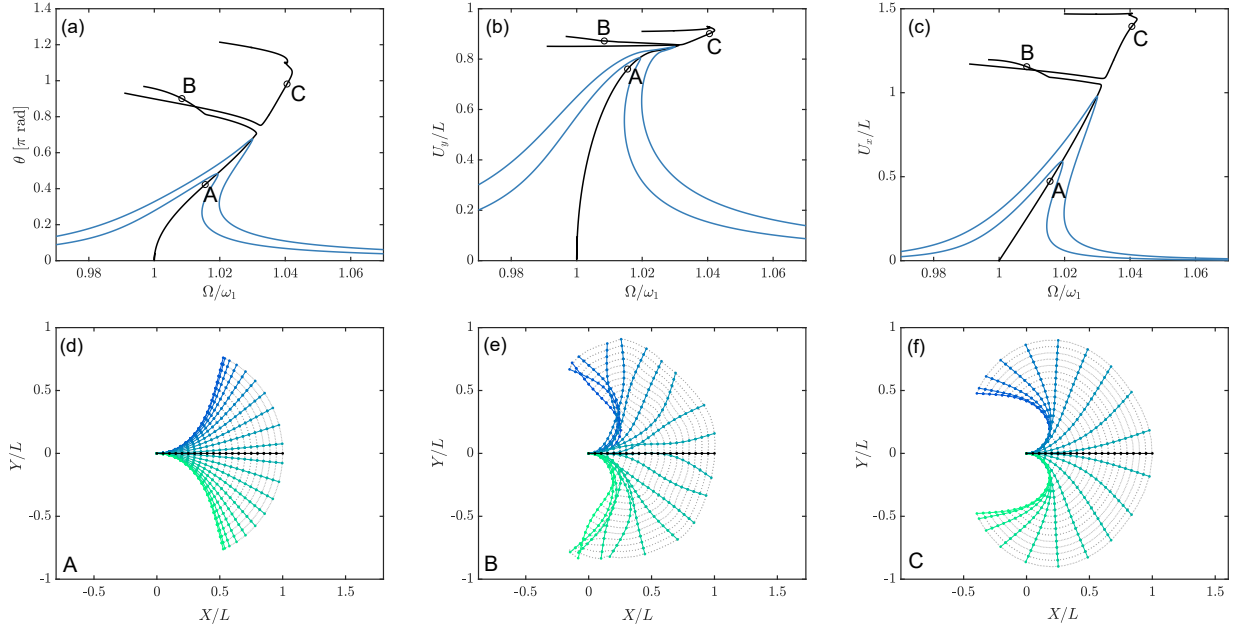 (a)
B
C
A
θ [π rad]
1.4
1.2
1
0.8
0.6
0.4
0.2
0
0.98
1
1.02
1.04
1.06
Ω/ω₁
(b)
B
C
A
U_y/L
1
0.8
0.6
0.4
0.2
0
0.98
1
1.02
1.04
1.06
Ω/ω₁
(c)
B
C
A
U_x/L
1.5
1
0.5
0
0.98
1
1.02
1.04
1.06
Ω/ω₁
(d)
A
Y/L
1
0.5
0
-0.5
-1
-0.5
0
0.5
1
1.5
X/L
(e)
B
Y/L
1
0.5
0
-0.5
-1
-0.5
0
0.5
1
1.5
X/L
(f)
C
Y/L
1
0.5
0
-0.5
-1
-0.5
0
0.5
1
1.5
X/L